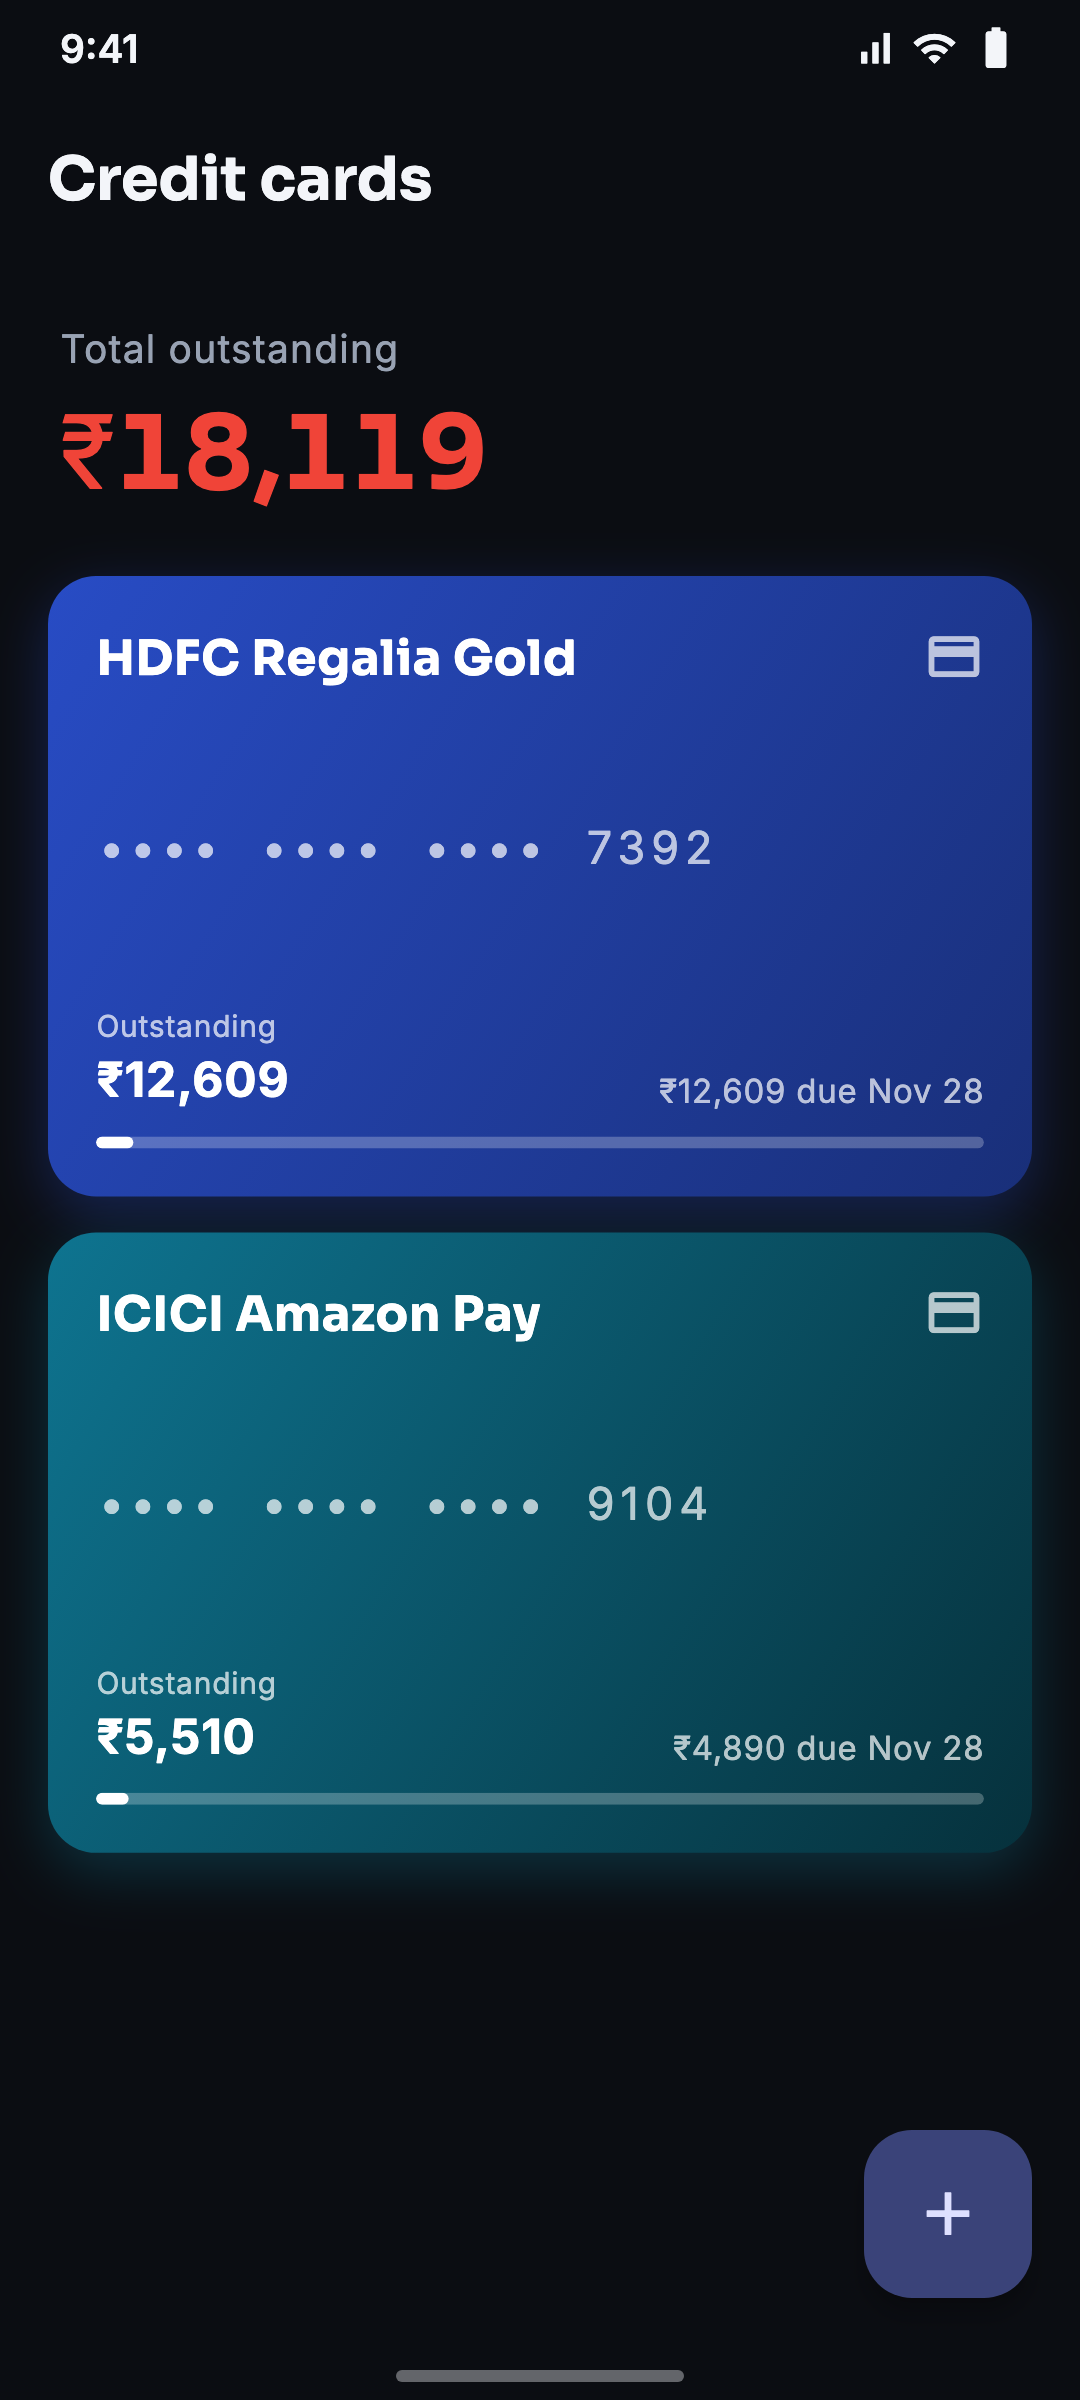 9:41
Credit cards
Total outstanding
₹18,119
HDFC Regalia Gold
•••• •••• •••• 7392
Outstanding
₹12,609
₹12,609 due Nov 28
ICICI Amazon Pay
•••• •••• •••• 9104
Outstanding
₹5,510
₹4,890 due Nov 28